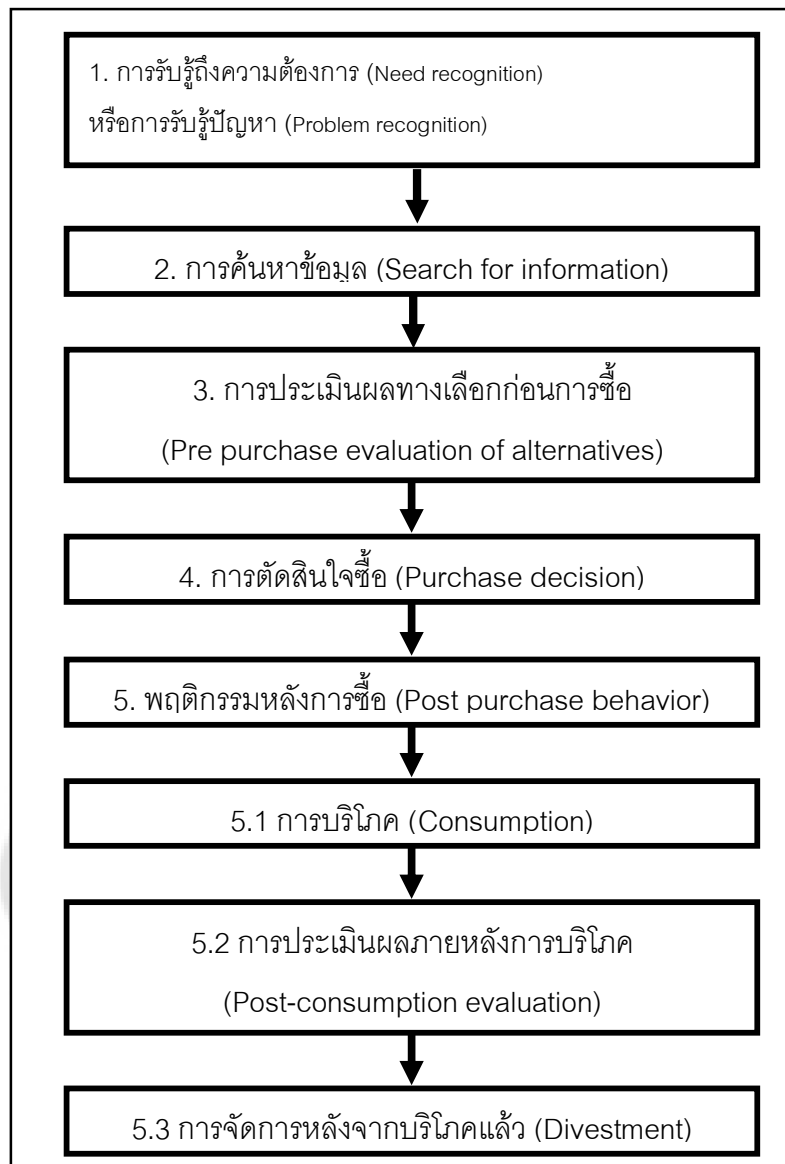 1. การรับรู้ถึงความต้องการ (Need recognition)
หรือการรับรู้ปัญหา (Problem recognition)
2. การค้นหาข้อมูล (Search for information)
3. การประเมินผลทางเลือกก่อนการซื้อ
(Pre purchase evaluation of alternatives)
4. การตัดสินใจซื้อ (Purchase decision)
5. พฤติกรรมหลังการซื้อ (Post purchase behavior)
5.1 การบริโภค (Consumption)
5.2 การประเมินผลภายหลังการบริโภค
(Post-consumption evaluation)
5.3 การจัดการหลังจากบริโภคแล้ว (Divestment)